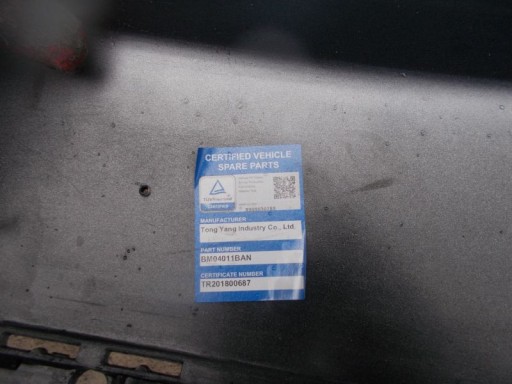 CERTIFIED VEHICLE
SPARE PARTS
MANUFACTURER
Tong Yang Industry Co., Ltd.
PART NUMBER
BM04011BAN
CERTIFICATE NUMBER
TR201800687